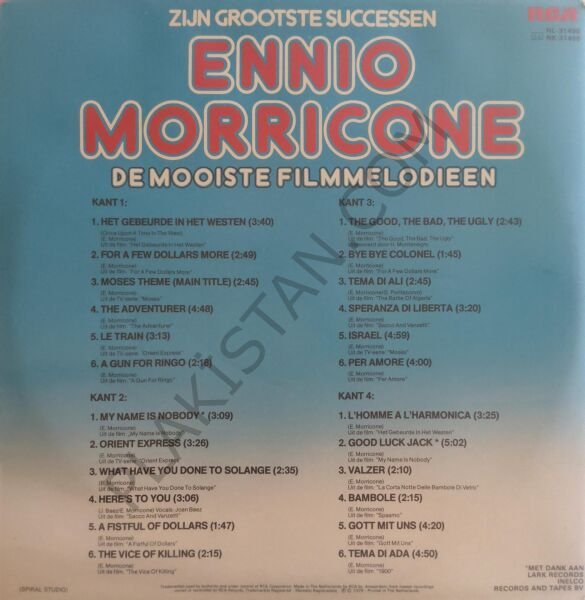 ZIJN GROOTSTE SUCCESSEN
RCA
NL-31498
NK-31498
ENNIO
MORRICONE
DE MOOISTE FILMMELODIEEN
KANT 1:
1. HET GEBEURDE IN HET WESTEN (3:40)
(Once Upon A Time In The West)
(E. Morricone)
Uit de film: "Het Gebeurde In Het Westen"
2. FOR A FEW DOLLARS MORE (2:49)
(E. Morricone)
Uit de film: "For A Few Dollars More"
3. MOSES THEME (MAIN TITLE) (2:45)
(E. Morricone)
Uit de TV-serie: "Moses"
4. THE ADVENTURER (4:48)
(E. Morricone)
Uit de film: "The Adventurer"
5. LE TRAIN (3:13)
(E. Morricone)
Uit de TV-serie: "Orient Express"
6. A GUN FOR RINGO (2:18)
(E. Morricone)
Uit de film: "A Gun For Ringo"
KANT 2:
1. MY NAME IS NOBODY * (3:09)
(E. Morricone)
Uit de film: "My Name Is Nobody"
2. ORIENT EXPRESS (3:26)
(E. Morricone)
Uit de TV-serie: "Orient Express"
3. WHAT HAVE YOU DONE TO SOLANGE (2:35)
(E. Morricone)
Uit de film: "What Have You Done To Solange"
4. HERE'S TO YOU (3:06)
(J. Baez/E. Morricone) Vocals: Joan Baez
Uit de film: "Sacco And Vanzetti"
5. A FISTFUL OF DOLLARS (1:47)
(E. Morricone)
Uit de film: "A Fistful Of Dollars"
6. THE VICE OF KILLING (2:15)
(E. Morricone)
Uit de film: "The Vice Of Killing"
KANT 3:
1. THE GOOD, THE BAD, THE UGLY (2:43)
(E. Morricone)
Uit de film: "The Good, The Bad, The Ugly"
2. BYE BYE COLONEL (1:45)
(E. Morricone)
Uit de film: "For A Few Dollars More"
3. TEMA DI ALI (2:45)
(E. Morricone/G. Pontecorvo)
Uit de film: "The Battle Of Algeria"
4. SPERANZA DI LIBERTA (3:20)
(E. Morricone)
Uit de film: "Sacco And Vanzetti"
5. ISRAEL (4:59)
(E. Morricone)
Uit de TV-serie: "Moses"
6. PER AMORE (4:00)
(E. Morricone)
Uit de film: "Per Amore"
KANT 4:
1. L'HOMME A L'HARMONICA (3:25)
(E. Morricone)
Uit de film: "Het Gebeurde In Het Westen"
2. GOOD LUCK JACK * (5:02)
(E. Morricone)
Uit de film: "My Name Is Nobody"
3. VALZER (2:10)
(E. Morricone)
Uit de film: "La Corta Notte Delle Bambole Di Vetro"
4. BAMBOLE (2:15)
(E. Morricone)
Uit de film: "Spasmo"
5. GOTT MIT UNS (4:20)
(E. Morricone)
Uit de film: "Gott Mit Uns"
6. TEMA DI ADA (4:50)
(E. Morricone)
Uit de film: "1900"
*MET DANK AAN
LARK RECORDS
INELCO
RECORDS AND TAPES BV
(SPIRAL STUDIO)
PLAKİSTAN.COM